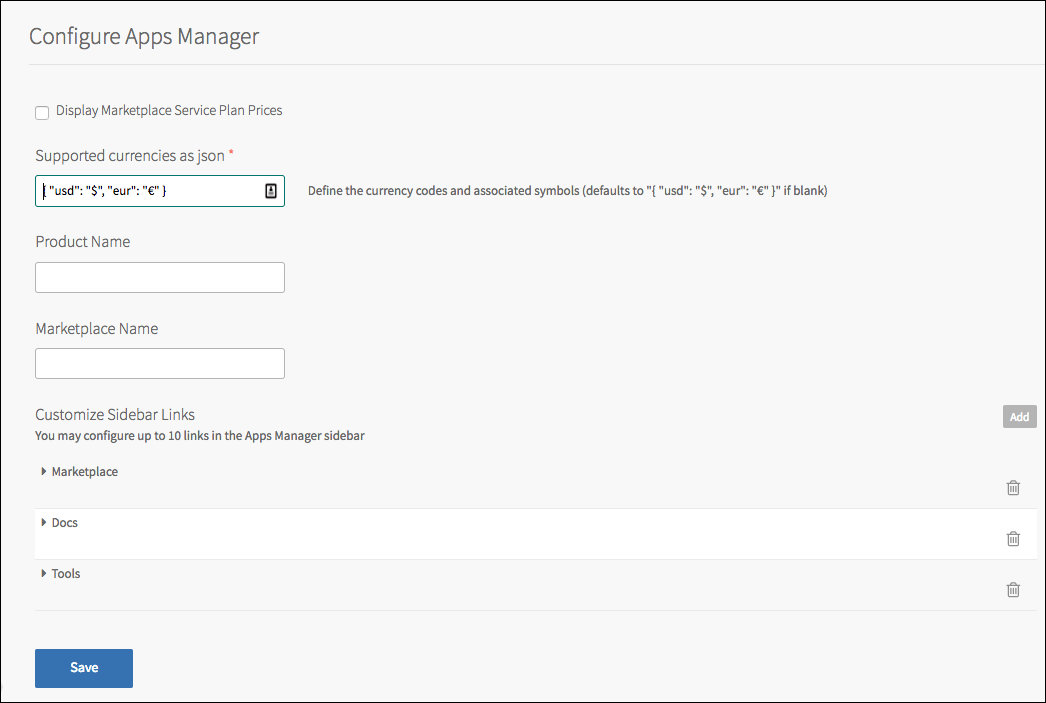 Configure Apps Manager
Display Marketplace Service Plan Prices
Supported currencies as json *
{ "usd": "$", "eur": "€" }
Define the currency codes and associated symbols (defaults to "{ "usd": "$", "eur": "€" }" if blank)
Product Name
Marketplace Name
Customize Sidebar Links
Add
You may configure up to 10 links in the Apps Manager sidebar
Marketplace
Docs
Tools
Save